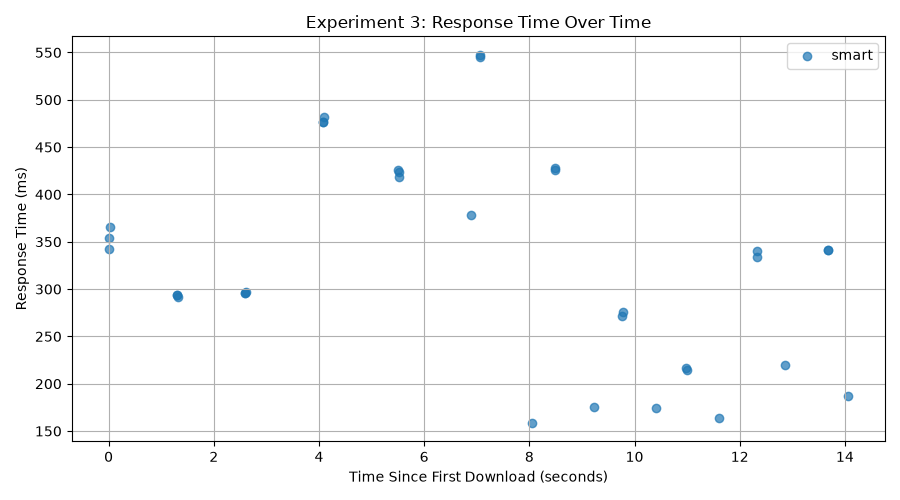 Experiment 3: Response Time Over Time
smart
Response Time (ms)
550
500
450
400
350
300
250
200
150
0 2 4 6 8 10 12 14
Time Since First Download (seconds)